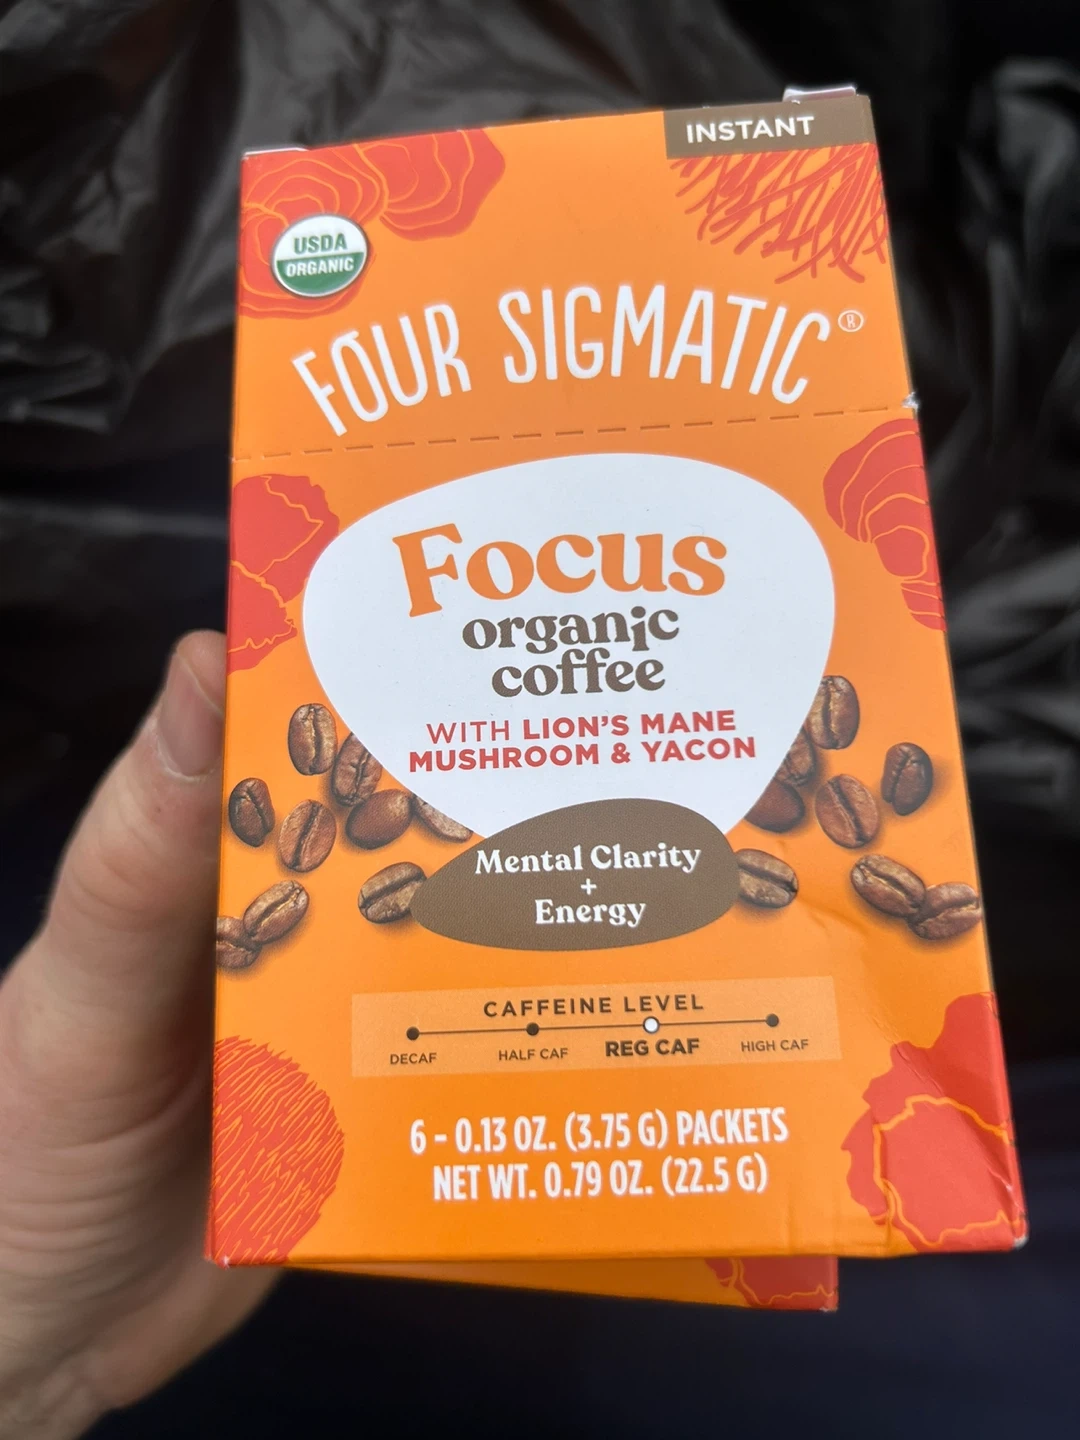 INSTANT
USDA
ORGANIC
FOUR SIGMATIC®
Focus
organic
coffee
WITH LION'S MANE
MUSHROOM & YACON
Mental Clarity
+
Energy
CAFFEINE LEVEL
DECAF HALF CAF REG CAF HIGH CAF
6 - 0.13 OZ. (3.75 G) PACKETS
NET WT. 0.79 OZ. (22.5 G)